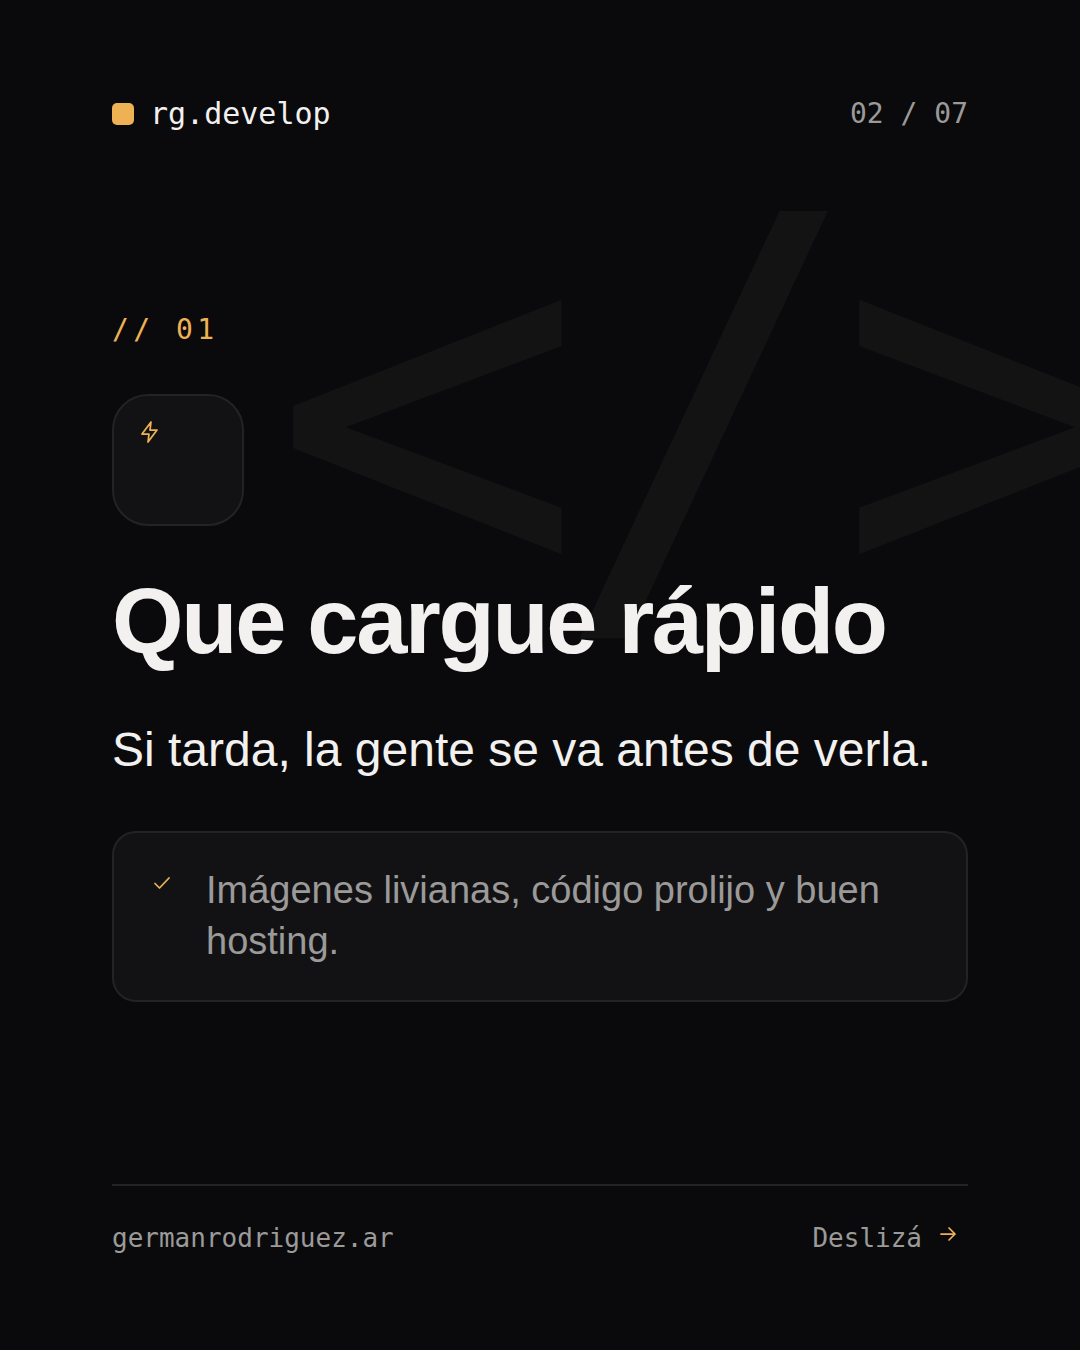 rg.develop
02 / 07
</>
// 01
Que cargue rápido
Si tarda, la gente se va antes de verla.
Imágenes livianas, código prolijo y buen
hosting.
germanrodriguez.ar
Deslizá →